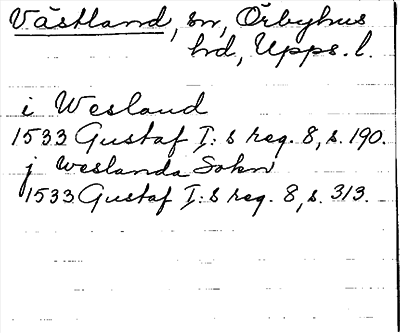 Västland, sn, Örbyhus
hd, Upps. l.
i Wesland
1533 Gustaf I:s reg. 8, s. 190.
j Weslanda Sokn
1533 Gustaf I:s reg. 8, s. 313.